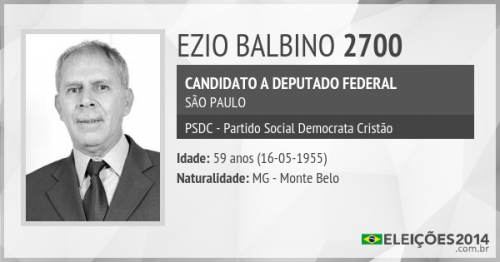 EZIO BALBINO 2700
CANDIDATO A DEPUTADO FEDERAL
SÃO PAULO
PSDC - Partido Social Democrata Cristão
Idade: 59 anos (16-05-1955)
Naturalidade: MG - Monte Belo
ELEIÇÕES2014
.com.br